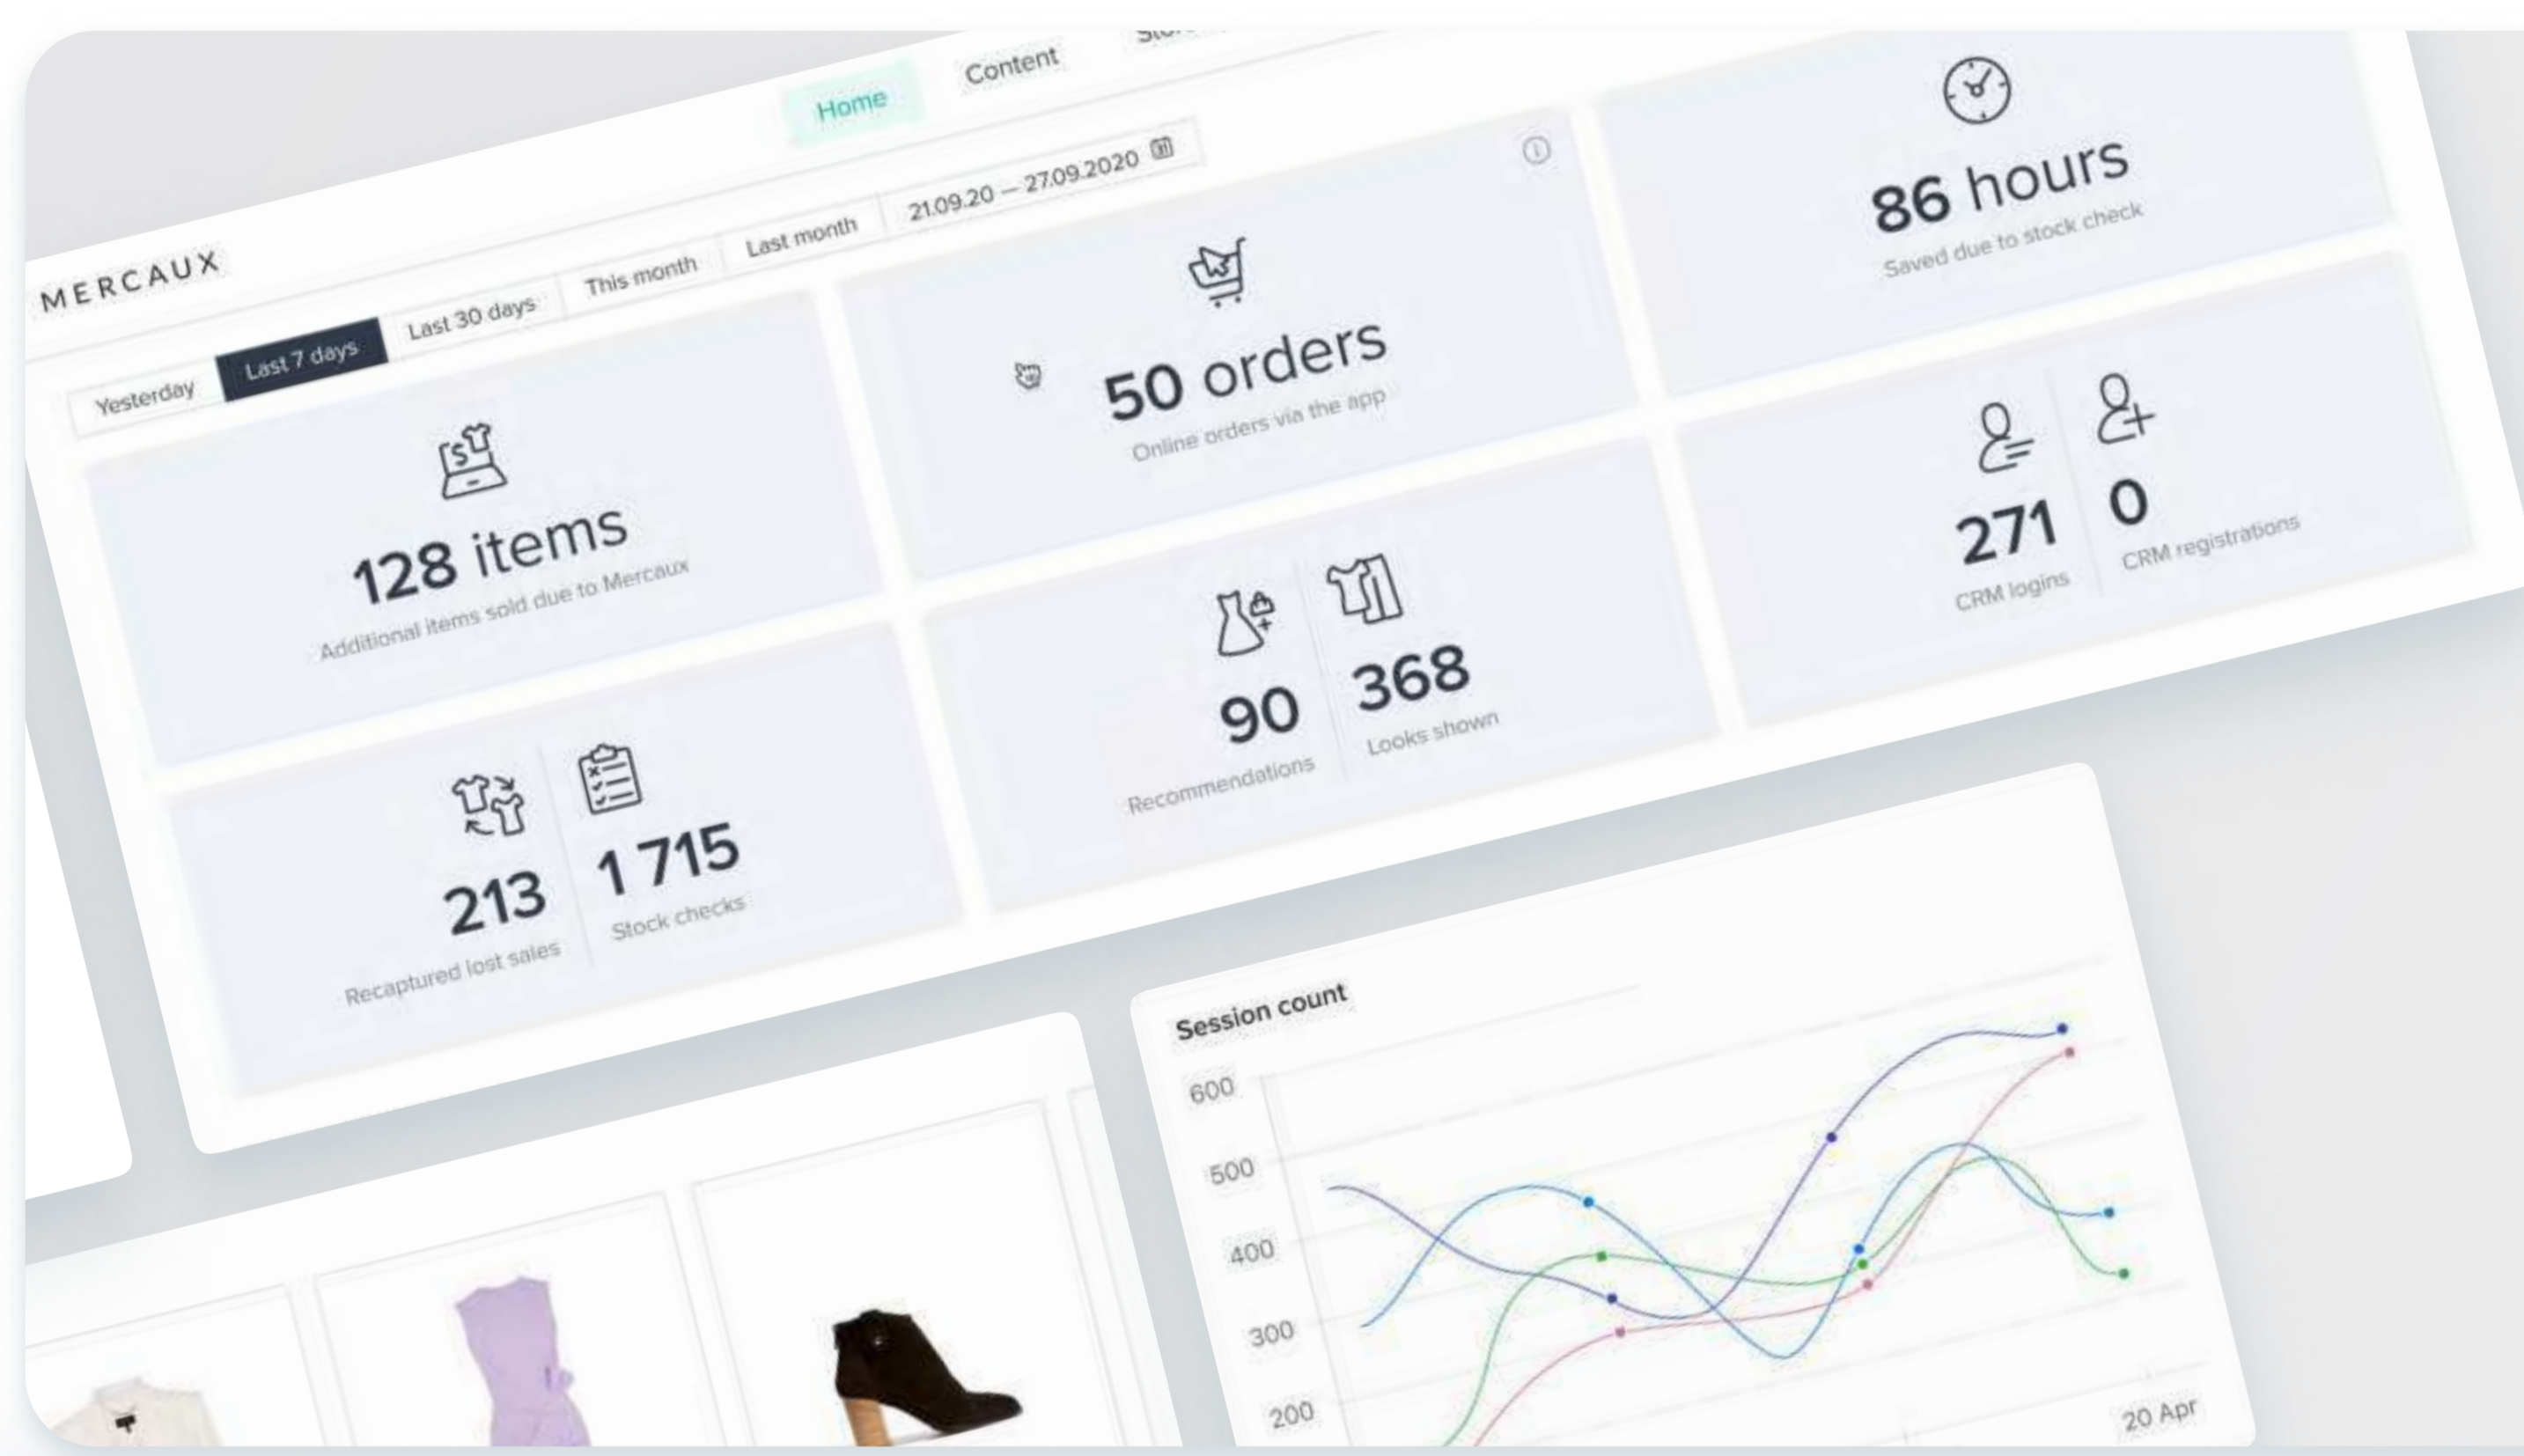 MERCAUX
Home
Content
Yesterday
Last 7 days
Last 30 days
This month
Last month
21.09.20 — 27.09.2020
128 items
Additional items sold due to Mercaux
50 orders
Online orders via the app
86 hours
Saved due to stock check
213
Recaptured lost sales
1 715
Stock checks
90
Recommendations
368
Looks shown
271
CRM logins
0
CRM registrations
Session count
600
500
400
300
200
20 Apr